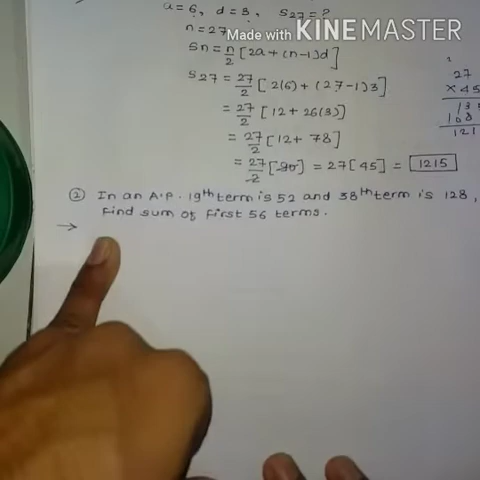 a = 6, d = 3, S27 = ?
n = 27
Made with KINEMASTER
Sn = n/2 [2a + (n-1)d]
S27 = 27/2 [2(6) + (27-1)3]
= 27/2 [12 + 26(3)]
= 27/2 [12 + 78]
= 27/2 [90] = 27[45] = 1215
27
× 45
13
108
121
② In an A.P. 19th term is 52 and 38th term is 128,
Find sum of first 56 terms.
→